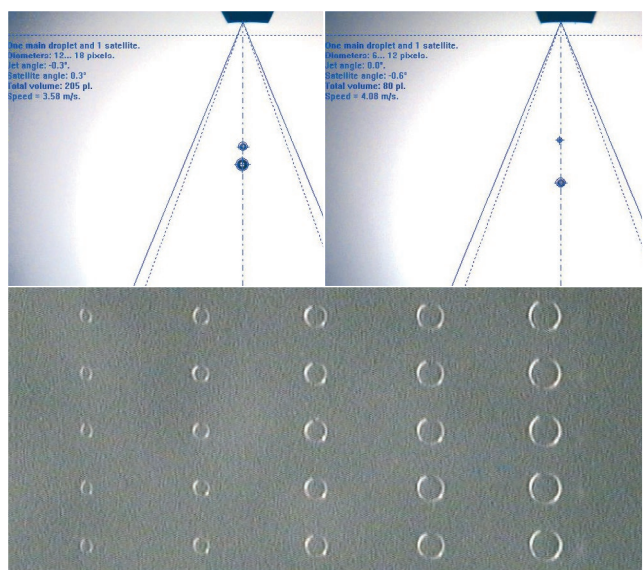 One main droplet and 1 satellite.
Diameters: 12... 18 pixels.
Jet angle: -0.3°.
Satellite angle: 0.3°
Total volume: 205 pl.
Speed = 3.58 m/s.
One main droplet and 1 satellite.
Diameters: 6... 12 pixels.
Jet angle: 0.0°.
Satellite angle: -0.6°
Total volume: 80 pl.
Speed = 4.08 m/s.